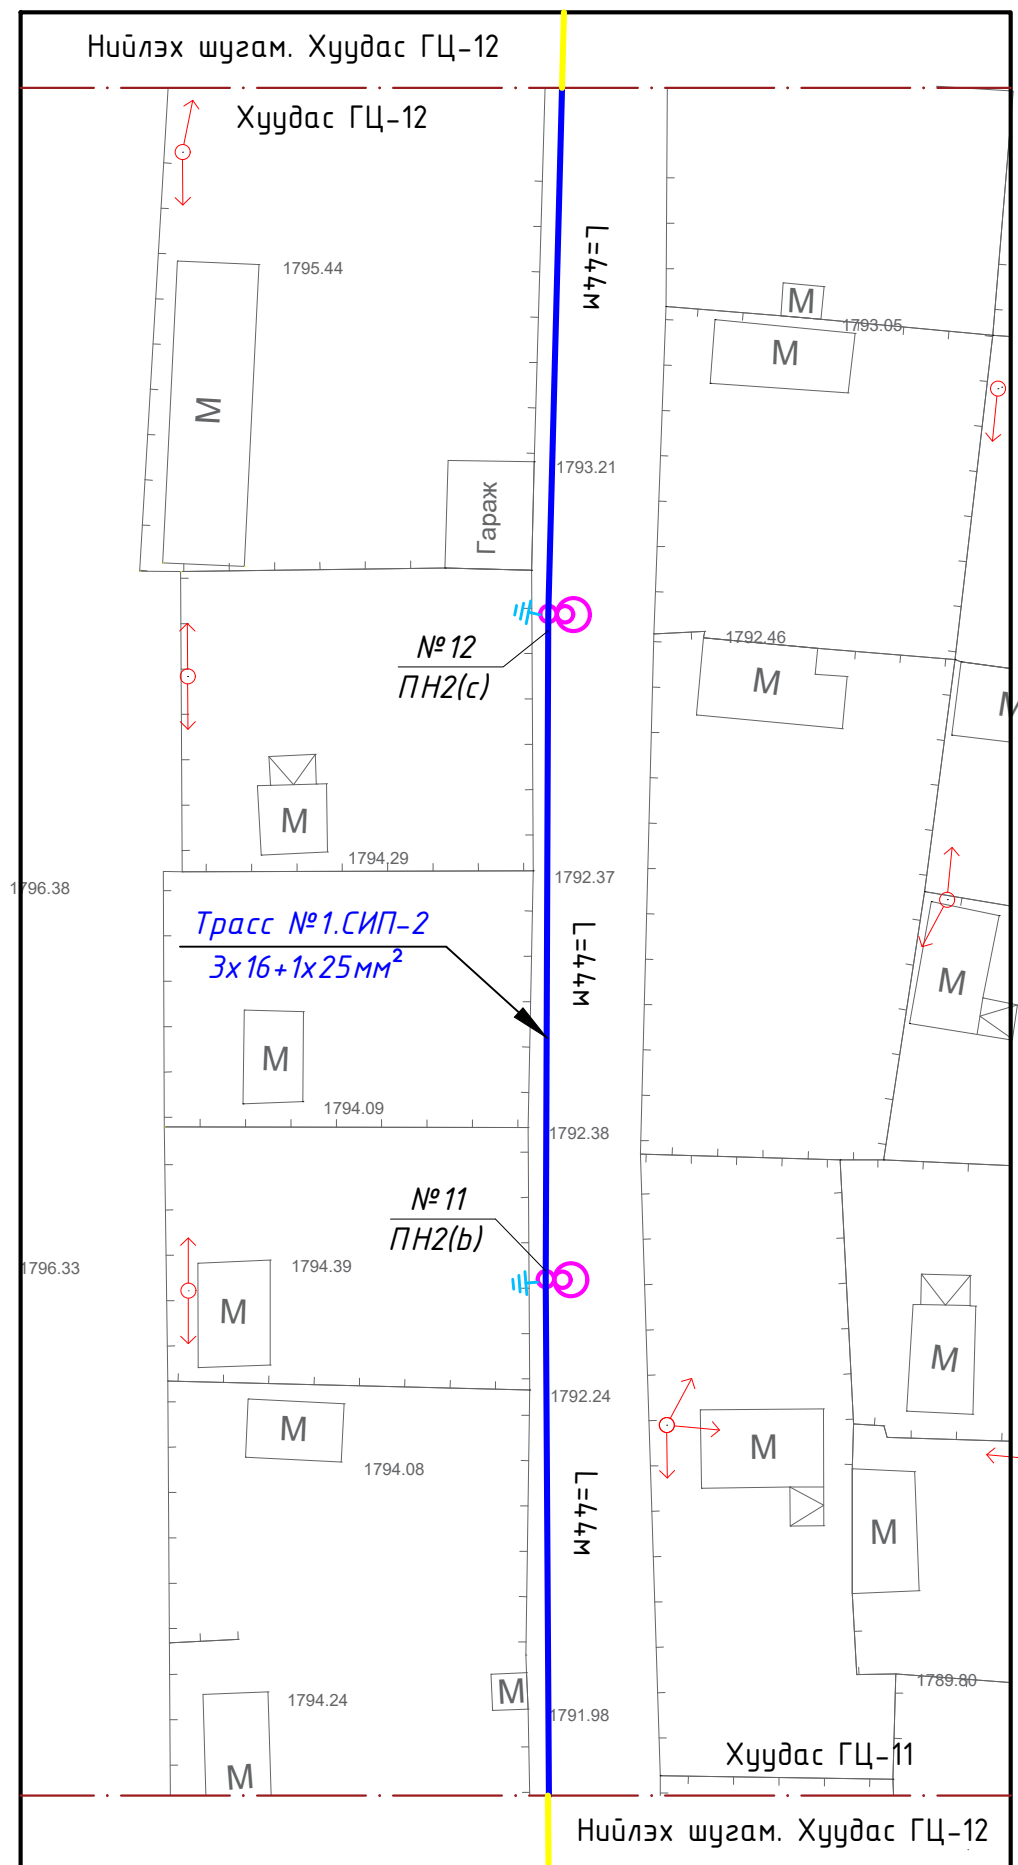 Нийлэх шугам. Хуудас ГЦ-12
Хуудас ГЦ-12
L=44м
1795.44
М
1793.05
М
М
1793.21
Гараж
№12
ПН2(c)
1792.46
М
М
М
1794.29
1792.37
1796.38
Трасс №1.СИП-2
3x16+1x25мм²
L=44м
М
М
1794.09
1792.38
№11
ПН2(b)
1796.33
1794.39
М
М
1792.24
М
М
1794.08
L=44м
М
1789.80
1794.24
М
1791.98
М
Хуудас ГЦ-11
Нийлэх шугам. Хуудас ГЦ-12